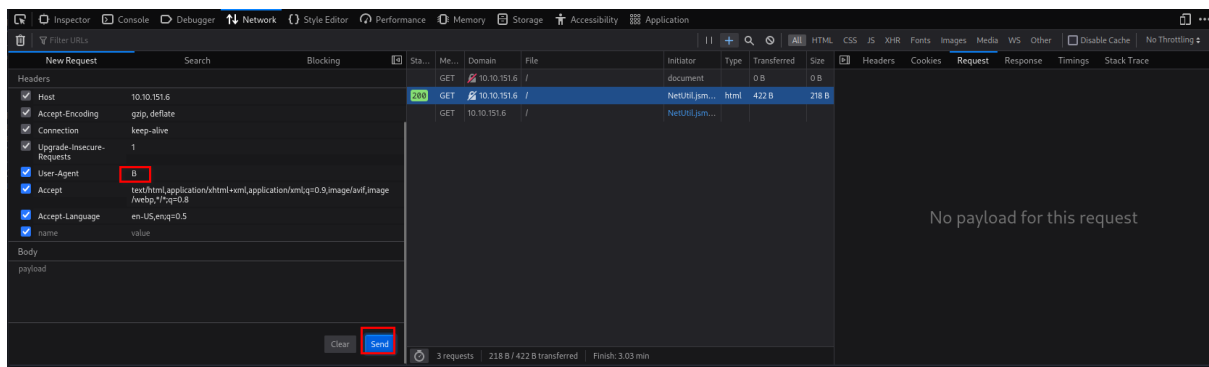 Inspector Console Debugger Network Style Editor Performance Memory Storage Accessibility Application
Filter URLs All HTML CSS JS XHR Fonts Images Media WS Other Disable Cache No Throttling
New Request Search Blocking Sta... Me... Domain File Initiator Type Transferred Size Headers Cookies Request Response Timings Stack Trace
Headers
GET 10.10.151.6 / document 0 B 0 B
Host 10.10.151.6
200 GET 10.10.151.6 / NetUtil.jsm... html 422 B 218 B
Accept-Encoding gzip, deflate
GET 10.10.151.6 / NetUtil.jsm...
Connection keep-alive
Upgrade-Insecure-
Requests
1
User-Agent B
Accept text/html,application/xhtml+xml,application/xml;q=0.9,image/avif,image
/webp,*/*;q=0.8
Accept-Language en-US,en;q=0.5
name value
No payload for this request
Body
payload
Clear Send
3 requests 218 B / 422 B transferred Finish: 3.03 min